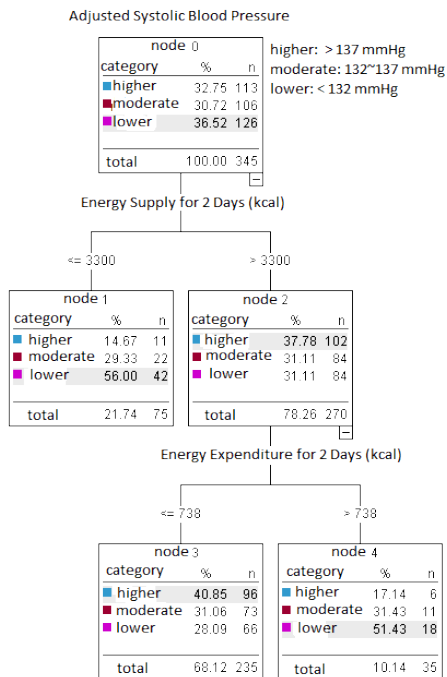 Adjusted Systolic Blood Pressure
node 0
category % n
higher 32.75 113
moderate 30.72 106
lower 36.52 126
total 100.00 345
higher: > 137 mmHg
moderate: 132~137 mmHg
lower: < 132 mmHg
Energy Supply for 2 Days (kcal)
<= 3300
> 3300
node 1
category % n
higher 14.67 11
moderate 29.33 22
lower 56.00 42
total 21.74 75
node 2
category % n
higher 37.78 102
moderate 31.11 84
lower 31.11 84
total 78.26 270
Energy Expenditure for 2 Days (kcal)
<= 738
> 738
node 3
category % n
higher 40.85 96
moderate 31.06 73
lower 28.09 66
total 68.12 235
node 4
category % n
higher 17.14 6
moderate 31.43 11
lower 51.43 18
total 10.14 35